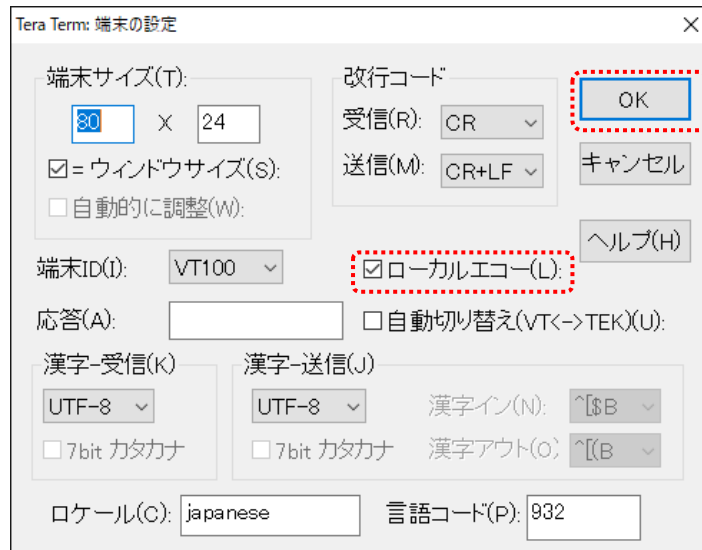 Tera Term: 端末の設定
端末サイズ(T):
80 X 24
☑= ウィンドウサイズ(S):
☐自動的に調整(W):
改行コード
受信(R): CR
送信(M): CR+LF
OK
キャンセル
ヘルプ(H)
端末ID(I): VT100
☑ローカルエコー(L):
応答(A):
☐自動切り替え(VT<->TEK)(U):
漢字-受信(K)
UTF-8
☐7bit カタカナ
漢字-送信(J)
UTF-8
☐7bit カタカナ
漢字イン(N): ^[$B
漢字アウト(O) ^[(B
ロケール(C): japanese
言語コード(P): 932